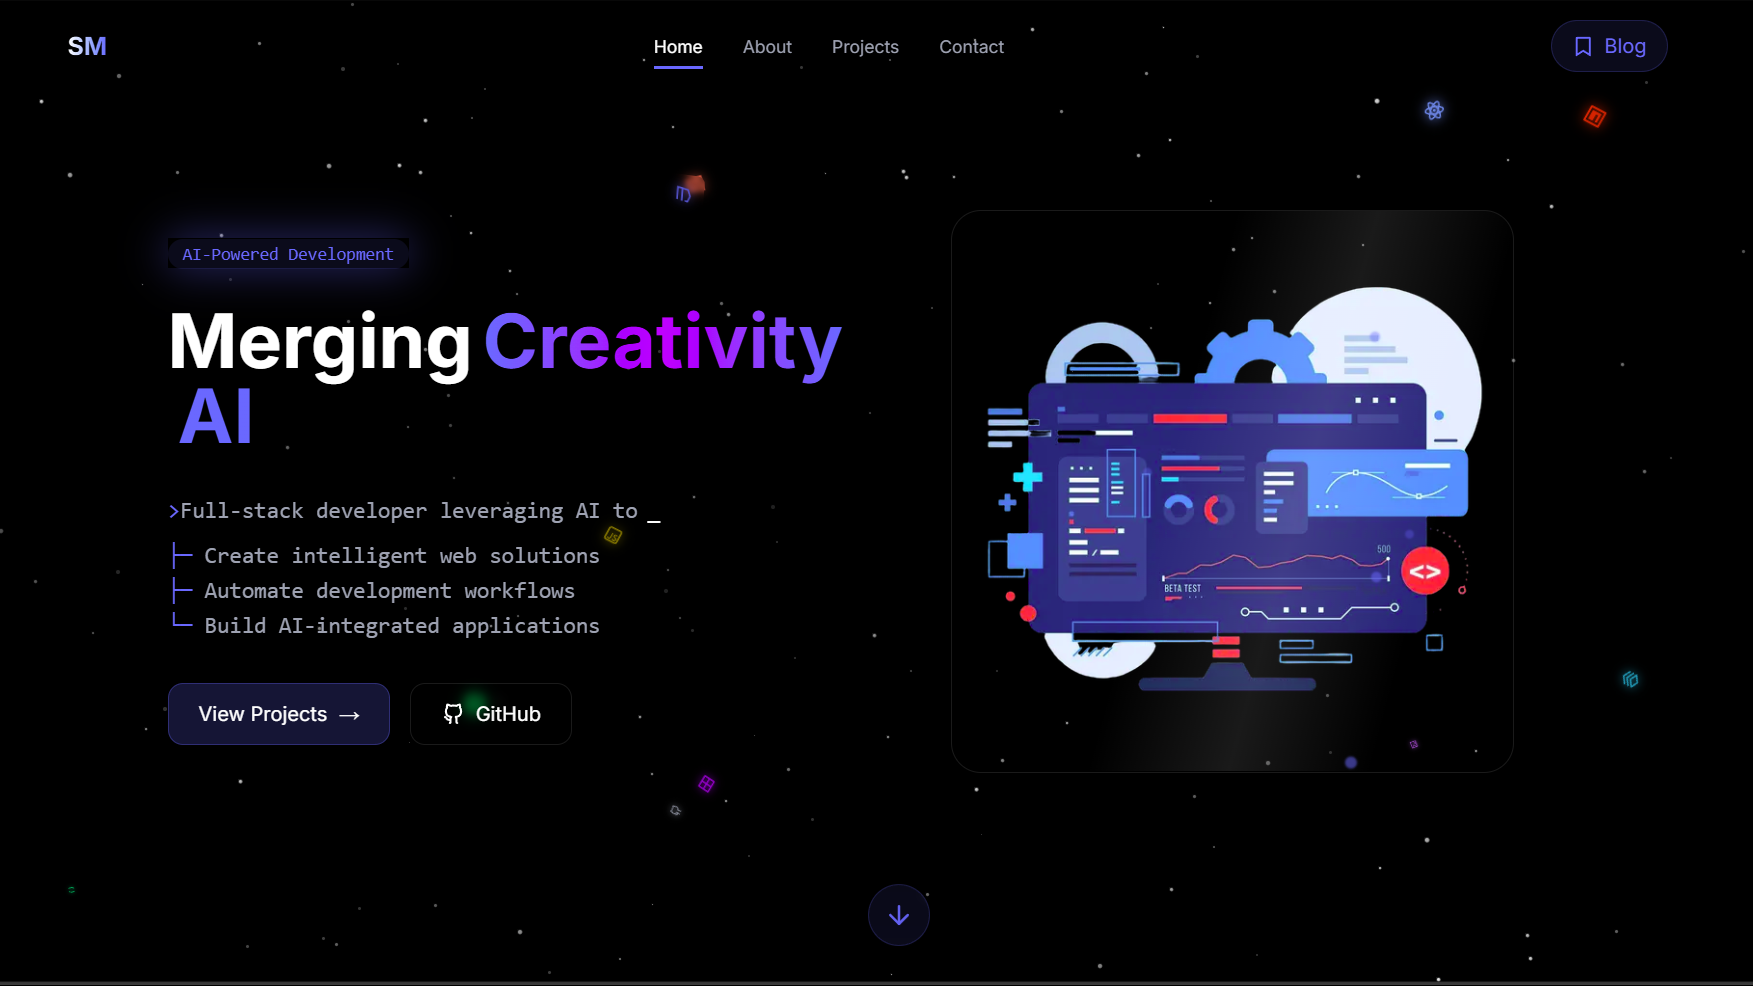 SM
Home About Projects Contact
Blog
AI-Powered Development
Merging Creativity
AI
>Full-stack developer leveraging AI to _
├─ Create intelligent web solutions
├─ Automate development workflows
└─ Build AI-integrated applications
View Projects →
GitHub
500
BETA TEST
<>
JS